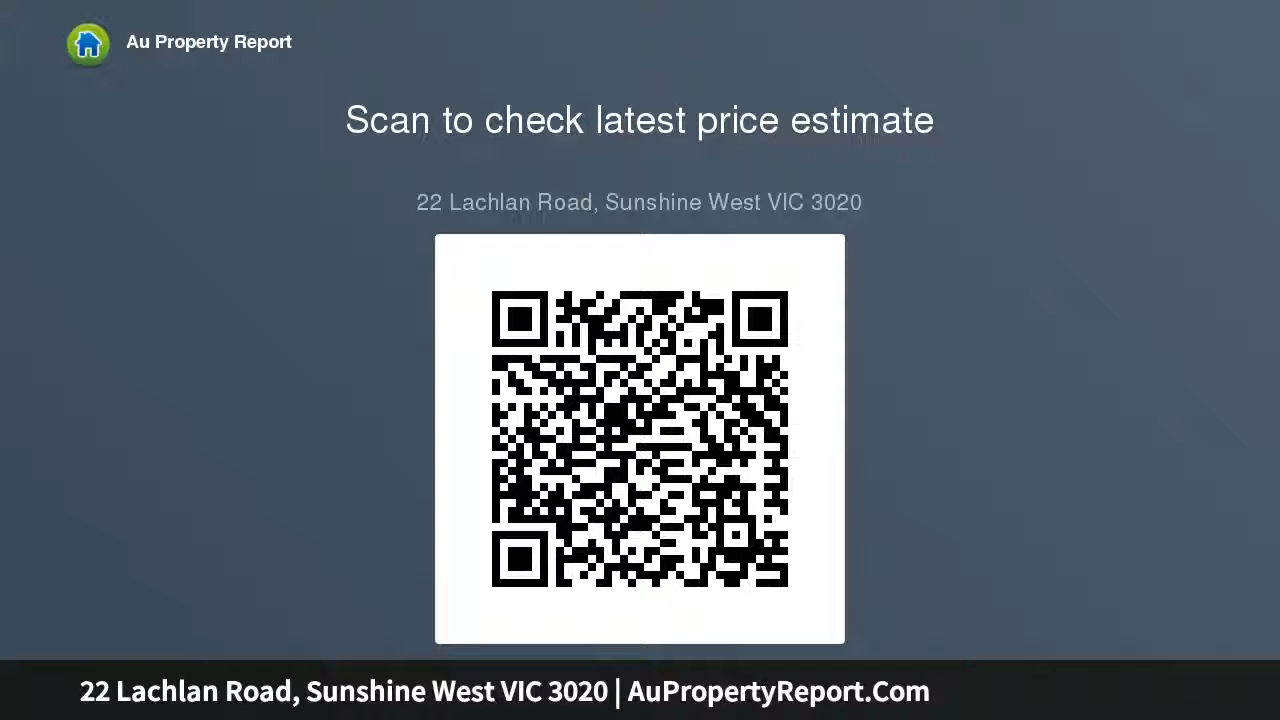 Au Property Report
Scan to check latest price estimate
22 Lachlan Road, Sunshine West VIC 3020
22 Lachlan Road, Sunshine West VIC 3020 | AuPropertyReport.Com